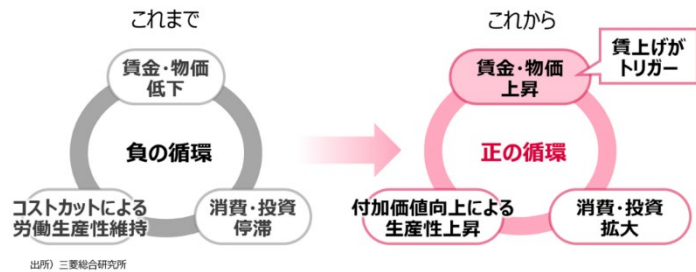 これまで
賃金・物価
低下
負の循環
コストカットによる
労働生産性維持
消費・投資
停滞
これから
賃金・物価
上昇
賃上げが
トリガー
正の循環
付加価値向上による
生産性上昇
消費・投資
拡大
出所）三菱総合研究所